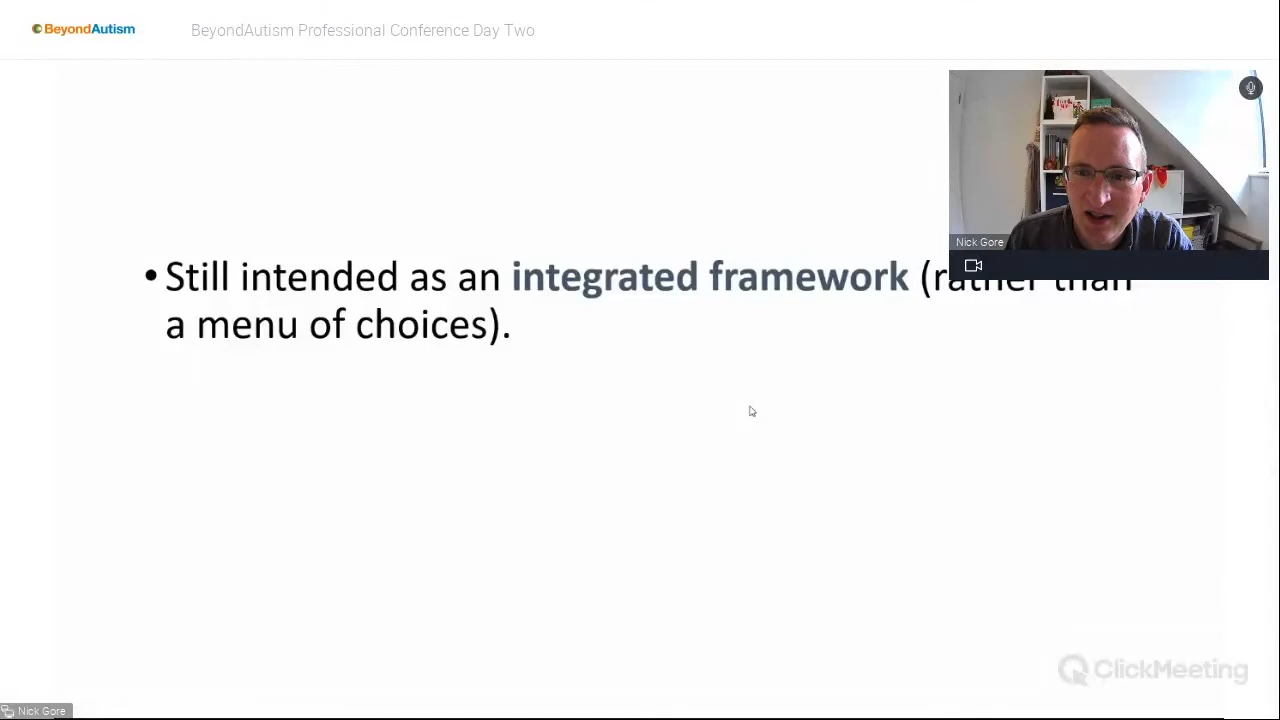 BeyondAutism
BeyondAutism Professional Conference Day Two
Nick Gore
• Still intended as an integrated framework (rather than
a menu of choices).
ClickMeeting
Nick Gore